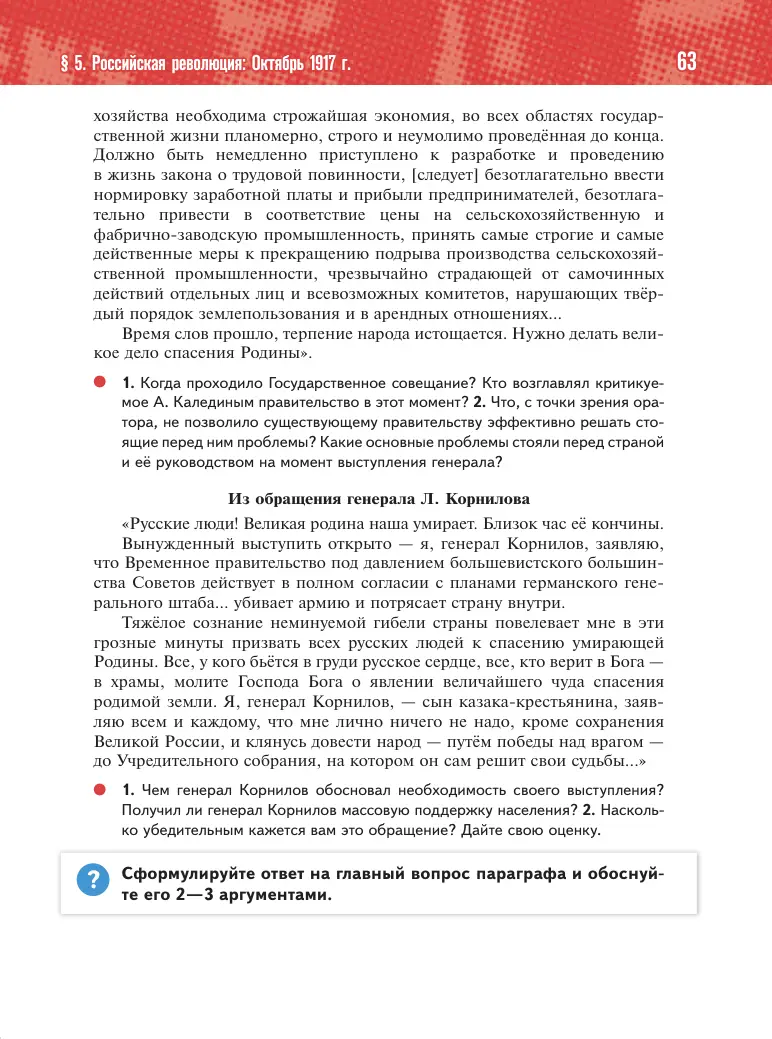 § 5. Российская революция: Октябрь 1917 г.
63
хозяйства необходима строжайшая экономия, во всех областях государ-
ственной жизни планомерно, строго и неумолимо проведённая до конца.
Должно быть немедленно приступлено к разработке и проведению
в жизнь закона о трудовой повинности, [следует] безотлагательно ввести
нормировку заработной платы и прибыли предпринимателей, безотлага-
тельно привести в соответствие цены на сельскохозяйственную и
фабрично-заводскую промышленность, принять самые строгие и самые
действенные меры к прекращению подрыва производства сельскохозяй-
ственной промышленности, чрезвычайно страдающей от самочинных
действий отдельных лиц и всевозможных комитетов, нарушающих твёр-
дый порядок землепользования и в арендных отношениях...
Время слов прошло, терпение народа истощается. Нужно делать вели-
кое дело спасения Родины».
1. Когда проходило Государственное совещание? Кто возглавлял критикуе-
мое А. Калединым правительство в этот момент? 2. Что, с точки зрения ора-
тора, не позволило существующему правительству эффективно решать сто-
ящие перед ним проблемы? Какие основные проблемы стояли перед страной
и её руководством на момент выступления генерала?
Из обращения генерала Л. Корнилова
«Русские люди! Великая родина наша умирает. Близок час её кончины.
Вынужденный выступить открыто — я, генерал Корнилов, заявляю,
что Временное правительство под давлением большевистского большин-
ства Советов действует в полном согласии с планами германского гене-
рального штаба... убивает армию и потрясает страну внутри.
Тяжёлое сознание неминуемой гибели страны повелевает мне в эти
грозные минуты призвать всех русских людей к спасению умирающей
Родины. Все, у кого бьётся в груди русское сердце, все, кто верит в Бога —
в храмы, молите Господа Бога о явлении величайшего чуда спасения
родимой земли. Я, генерал Корнилов, — сын казака-крестьянина, заяв-
ляю всем и каждому, что мне лично ничего не надо, кроме сохранения
Великой России, и клянусь довести народ — путём победы над врагом —
до Учредительного собрания, на котором он сам решит свои судьбы...»
1. Чем генерал Корнилов обосновал необходимость своего выступления?
Получил ли генерал Корнилов массовую поддержку населения? 2. Насколь-
ко убедительным кажется вам это обращение? Дайте свою оценку.
?
Сформулируйте ответ на главный вопрос параграфа и обоснуй-
те его 2—3 аргументами.